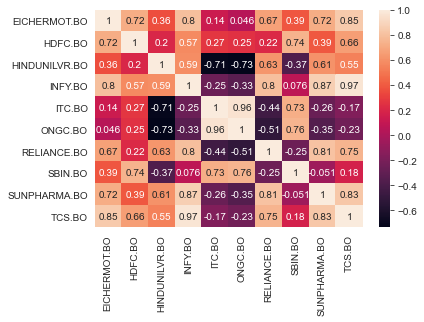 EICHERMOT.BO 1 0.72 0.36 0.8 0.14 0.046 0.67 0.39 0.72 0.85
HDFC.BO 0.72 1 0.2 0.57 0.27 0.25 0.22 0.74 0.39 0.66
HINDUNILVR.BO 0.36 0.2 1 0.59 -0.71 -0.73 0.63 -0.37 0.61 0.55
INFY.BO 0.8 0.57 0.59 1 -0.25 -0.33 0.8 0.076 0.87 0.97
ITC.BO 0.14 0.27 -0.71 -0.25 1 0.96 -0.44 0.73 -0.26 -0.17
ONGC.BO 0.046 0.25 -0.73 -0.33 0.96 1 -0.51 0.76 -0.35 -0.23
RELIANCE.BO 0.67 0.22 0.63 0.8 -0.44 -0.51 1 -0.25 0.81 0.75
SBIN.BO 0.39 0.74 -0.37 0.076 0.73 0.76 -0.25 1 -0.051 0.18
SUNPHARMA.BO 0.72 0.39 0.61 0.87 -0.26 -0.35 0.81 -0.051 1 0.83
TCS.BO 0.85 0.66 0.55 0.97 -0.17 -0.23 0.75 0.18 0.83 1
EICHERMOT.BO
HDFC.BO
HINDUNILVR.BO
INFY.BO
ITC.BO
ONGC.BO
RELIANCE.BO
SBIN.BO
SUNPHARMA.BO
TCS.BO
1.0
0.8
0.6
0.4
0.2
0.0
−0.2
−0.4
−0.6